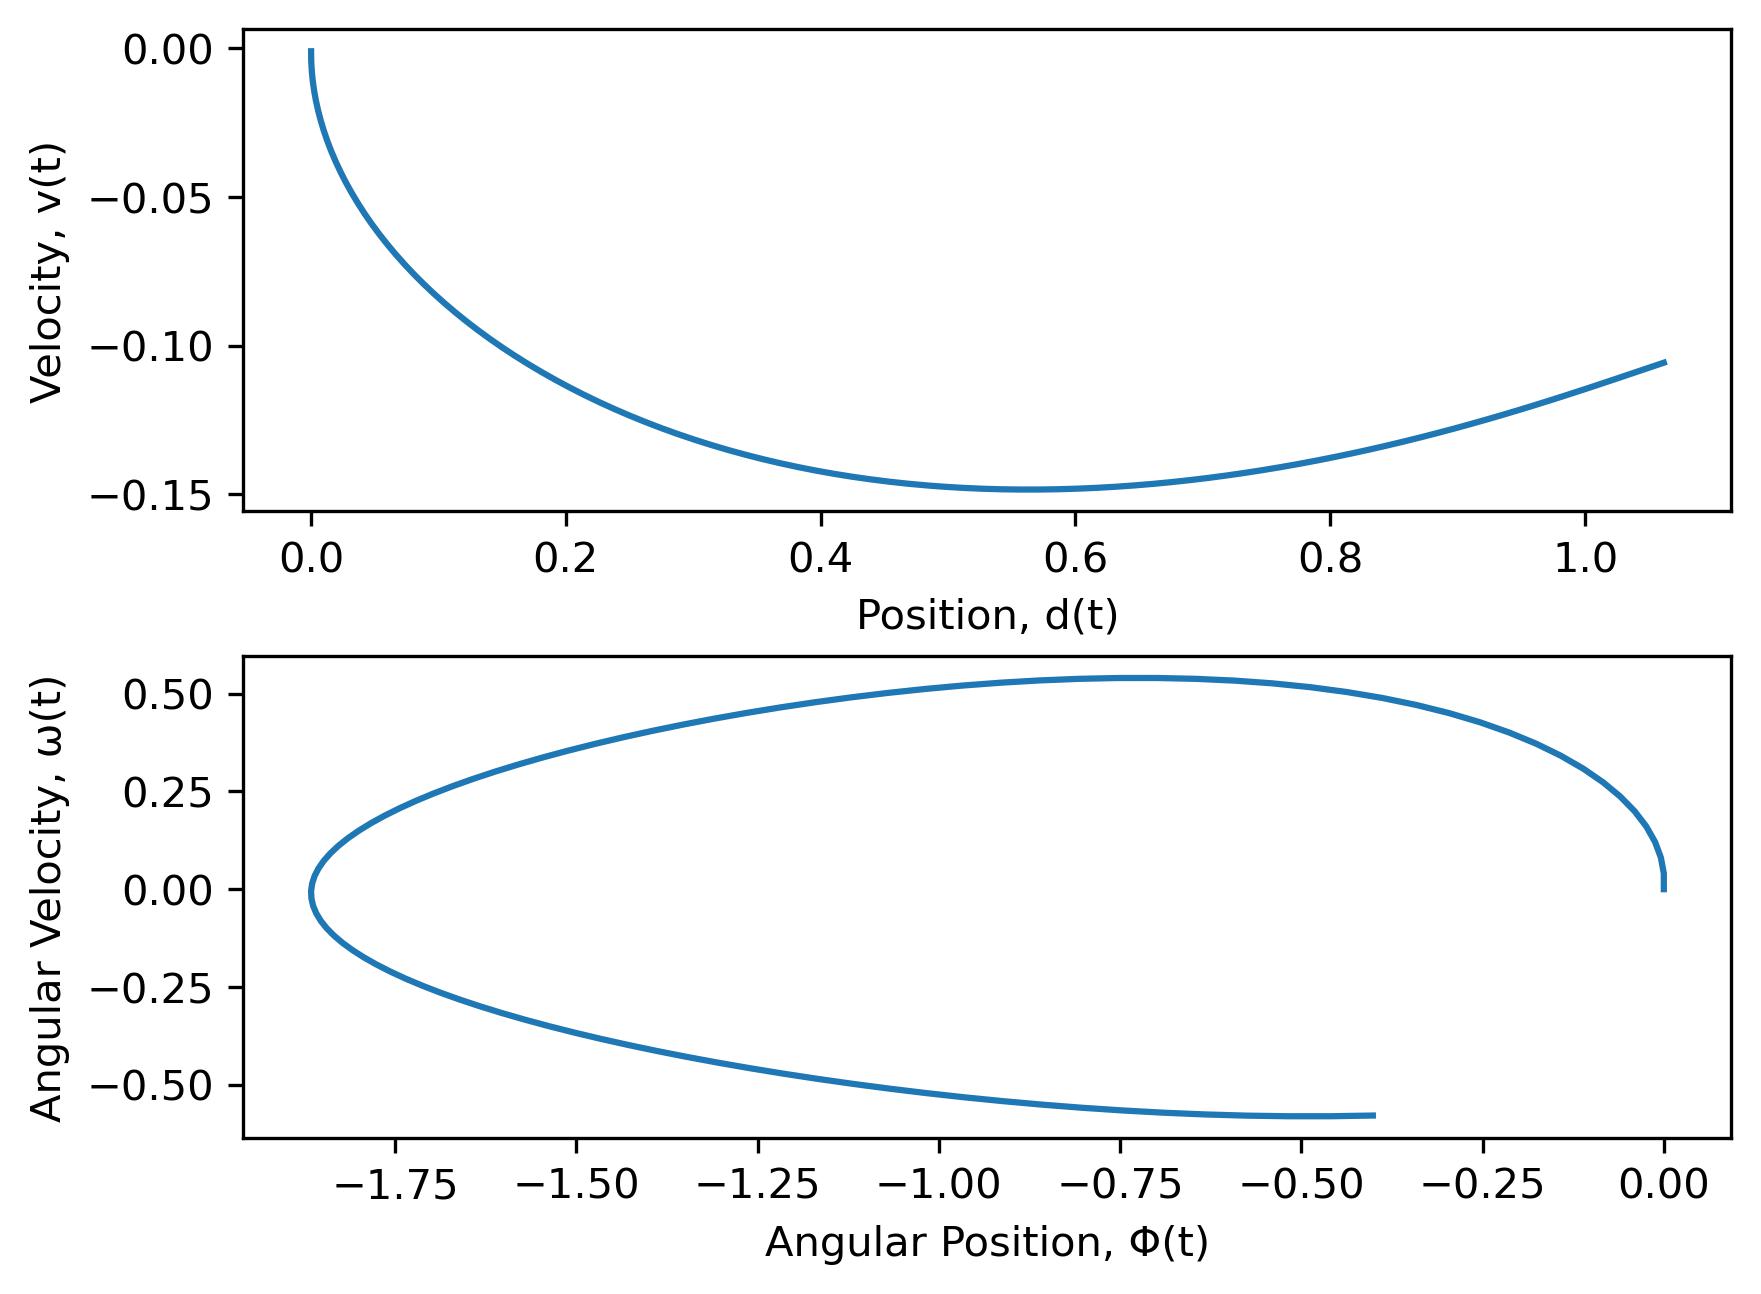 0.00
−0.05
−0.10
−0.15
Velocity, v(t)
0.0 0.2 0.4 0.6 0.8 1.0
Position, d(t)
0.50
0.25
0.00
−0.25
−0.50
Angular Velocity, ω(t)
−1.75 −1.50 −1.25 −1.00 −0.75 −0.50 −0.25 0.00
Angular Position, Φ(t)